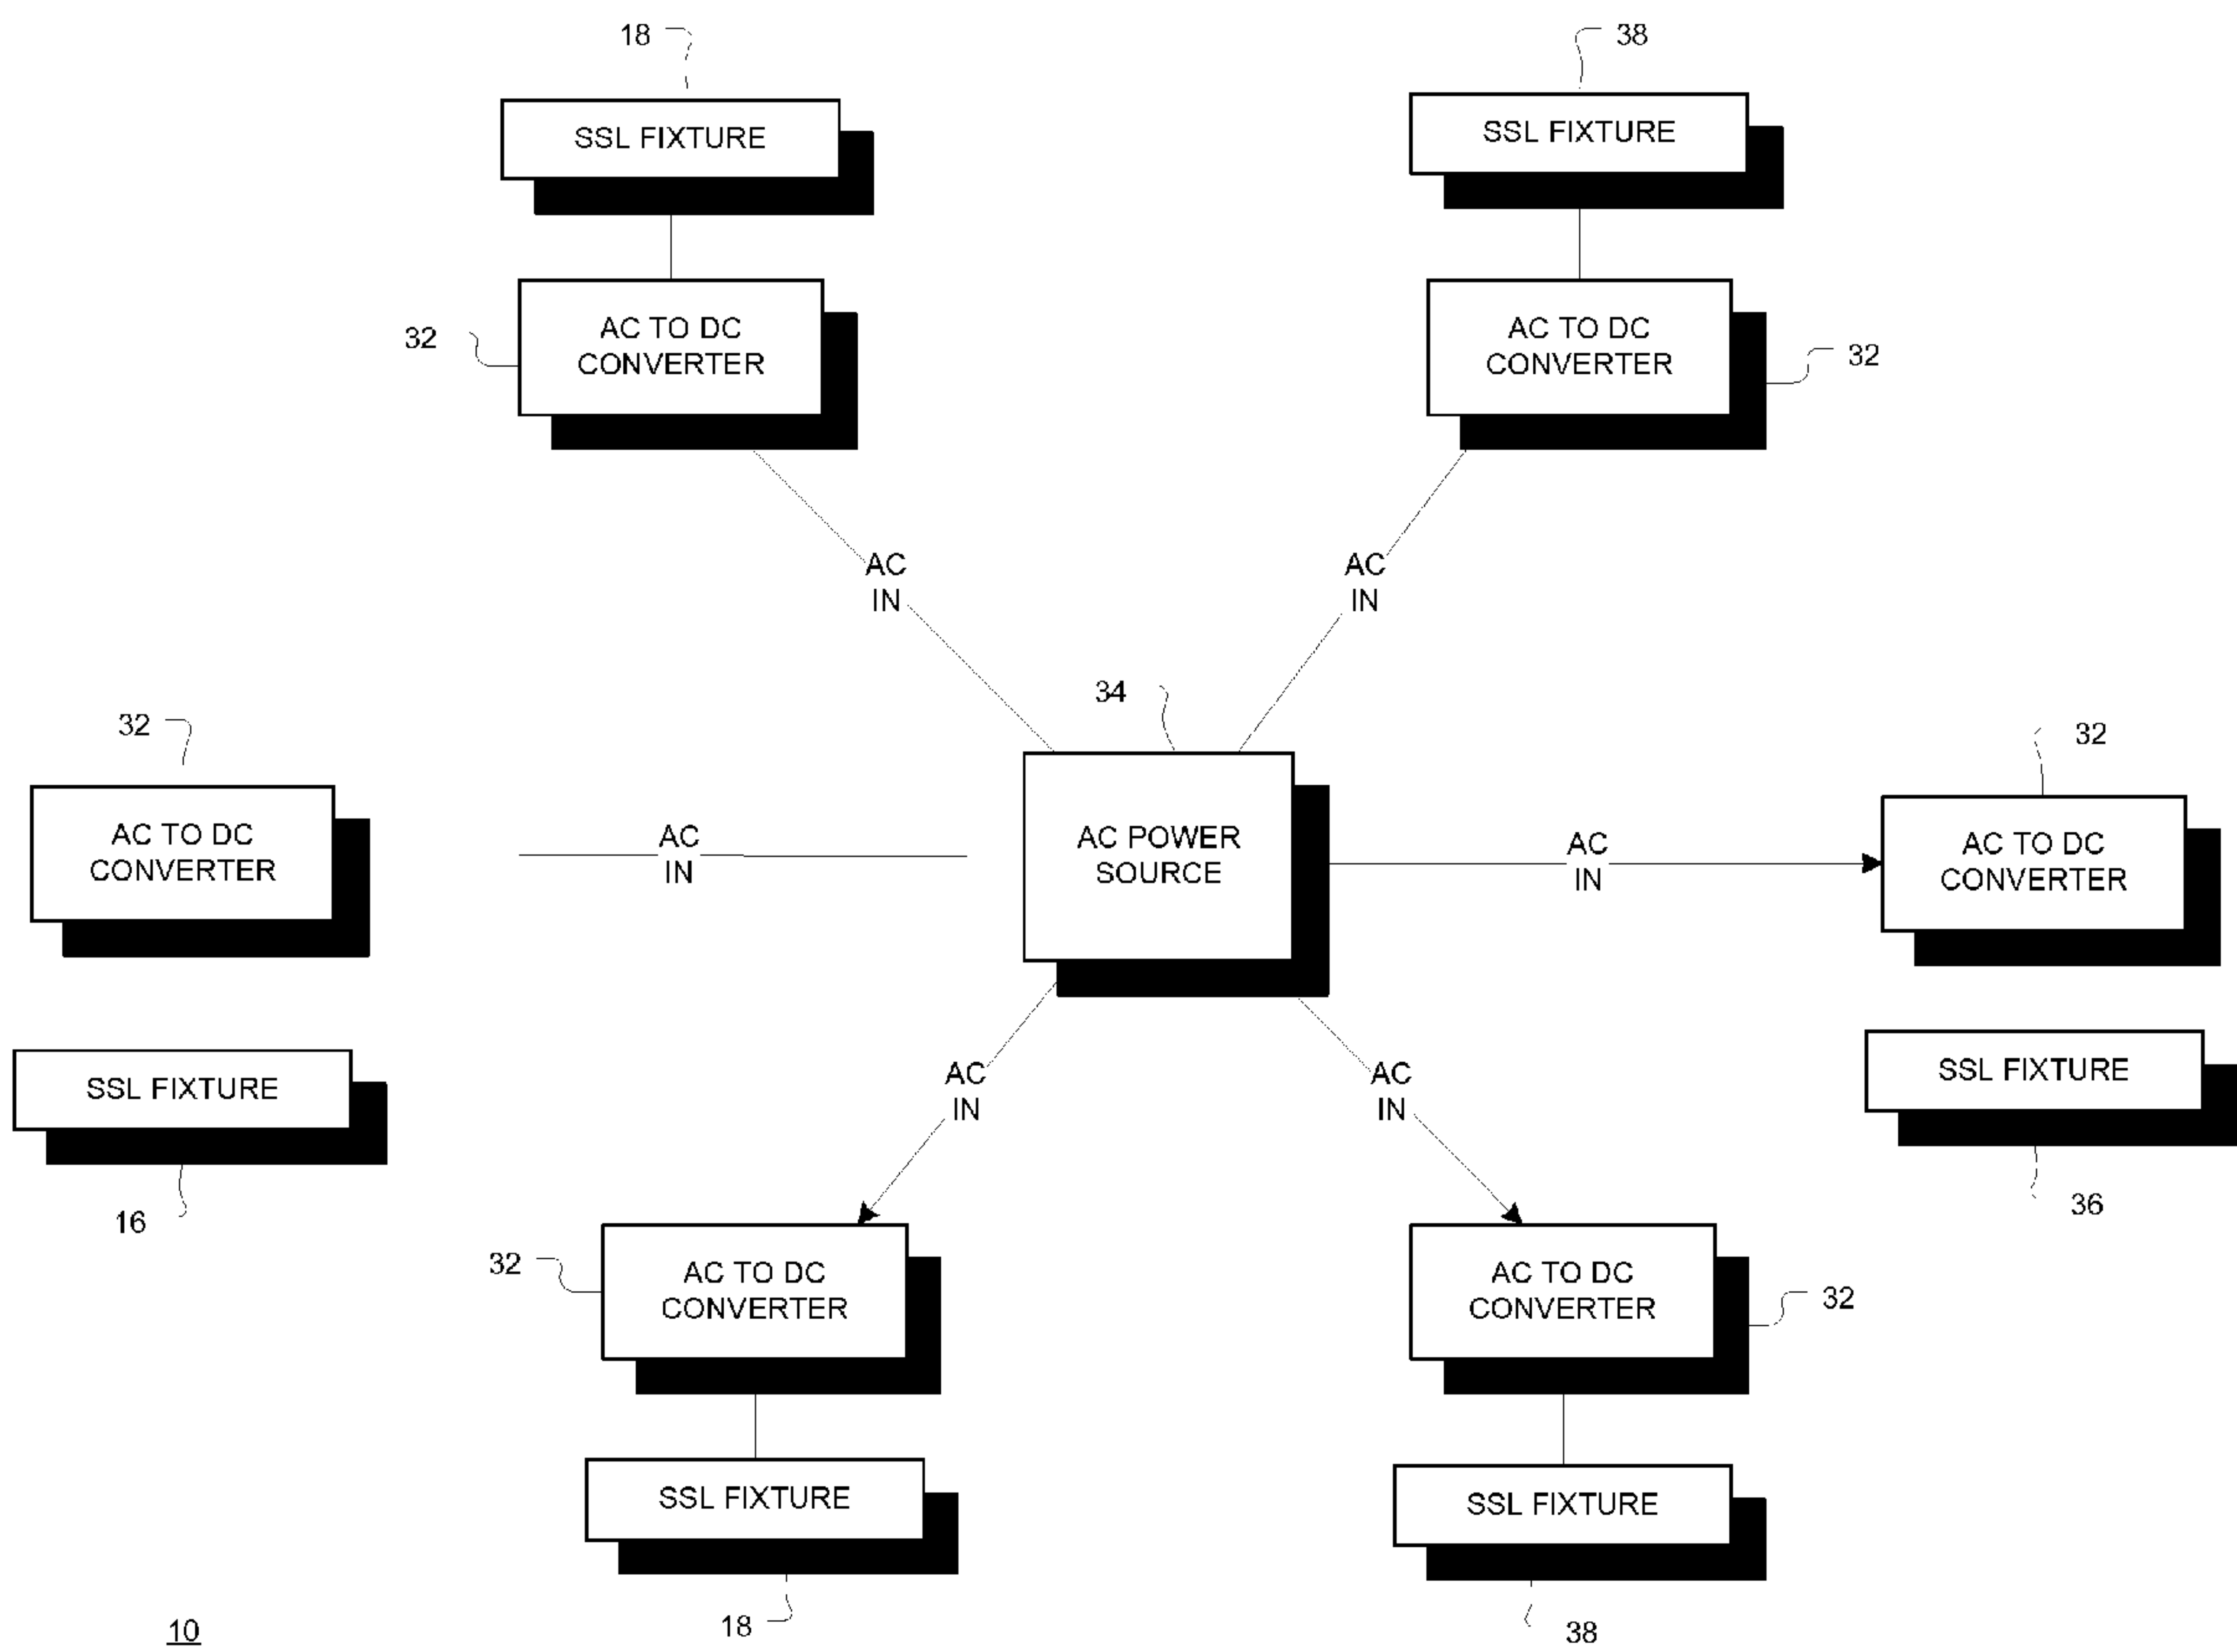 18
38
SSL FIXTURE
SSL FIXTURE
32
AC TO DC
CONVERTER
AC TO DC
CONVERTER
32
AC
IN
AC
IN
34
32
32
AC TO DC
CONVERTER
AC
IN
AC POWER
SOURCE
AC
IN
AC TO DC
CONVERTER
SSL FIXTURE
AC
IN
AC
IN
SSL FIXTURE
16
36
32
AC TO DC
CONVERTER
AC TO DC
CONVERTER
32
SSL FIXTURE
SSL FIXTURE
10
18
38